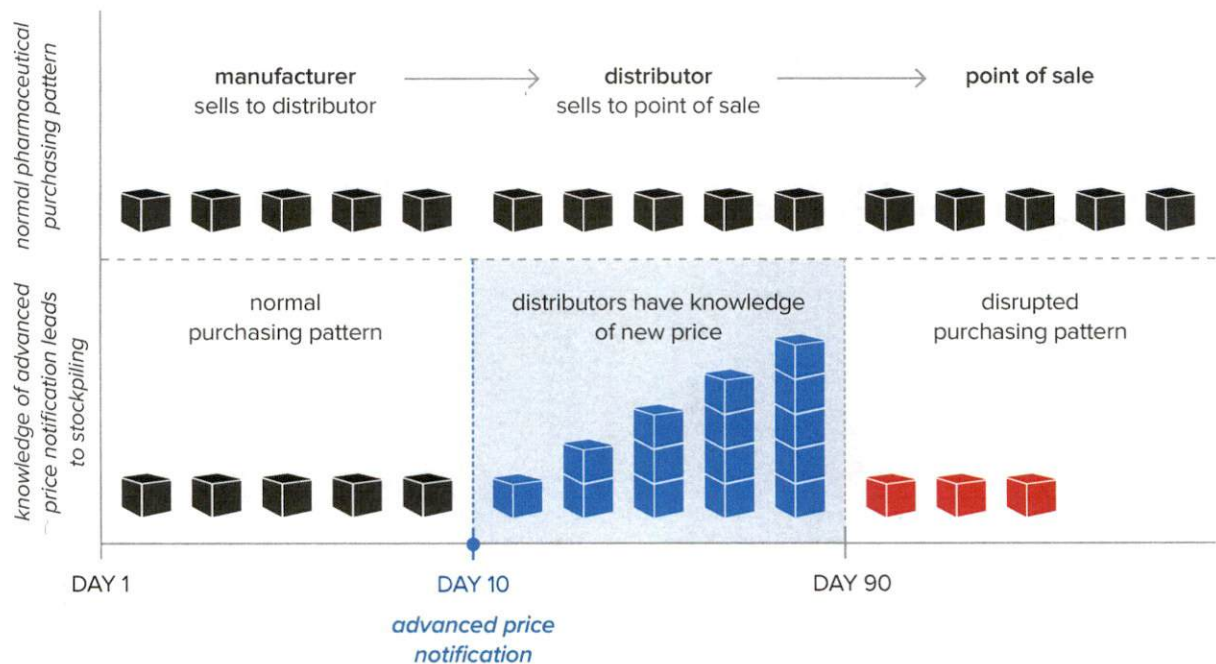 normal pharmaceutical
purchasing pattern
manufacturer
sells to distributor
distributor
sells to point of sale
point of sale
knowledge of advanced
price notification leads
to stockpiling
normal
purchasing pattern
distributors have knowledge
of new price
disrupted
purchasing pattern
DAY 1
DAY 10
DAY 90
advanced price
notification